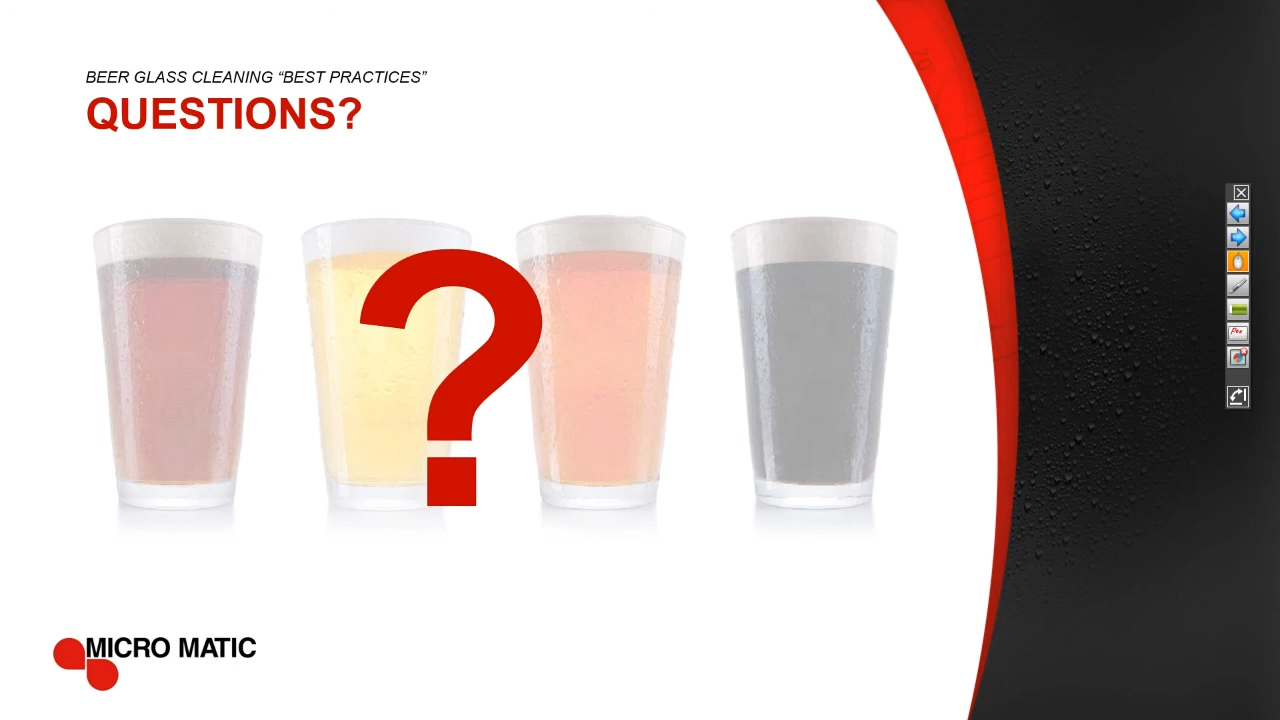 BEER GLASS CLEANING “BEST PRACTICES”
QUESTIONS?
?
MICRO MATIC